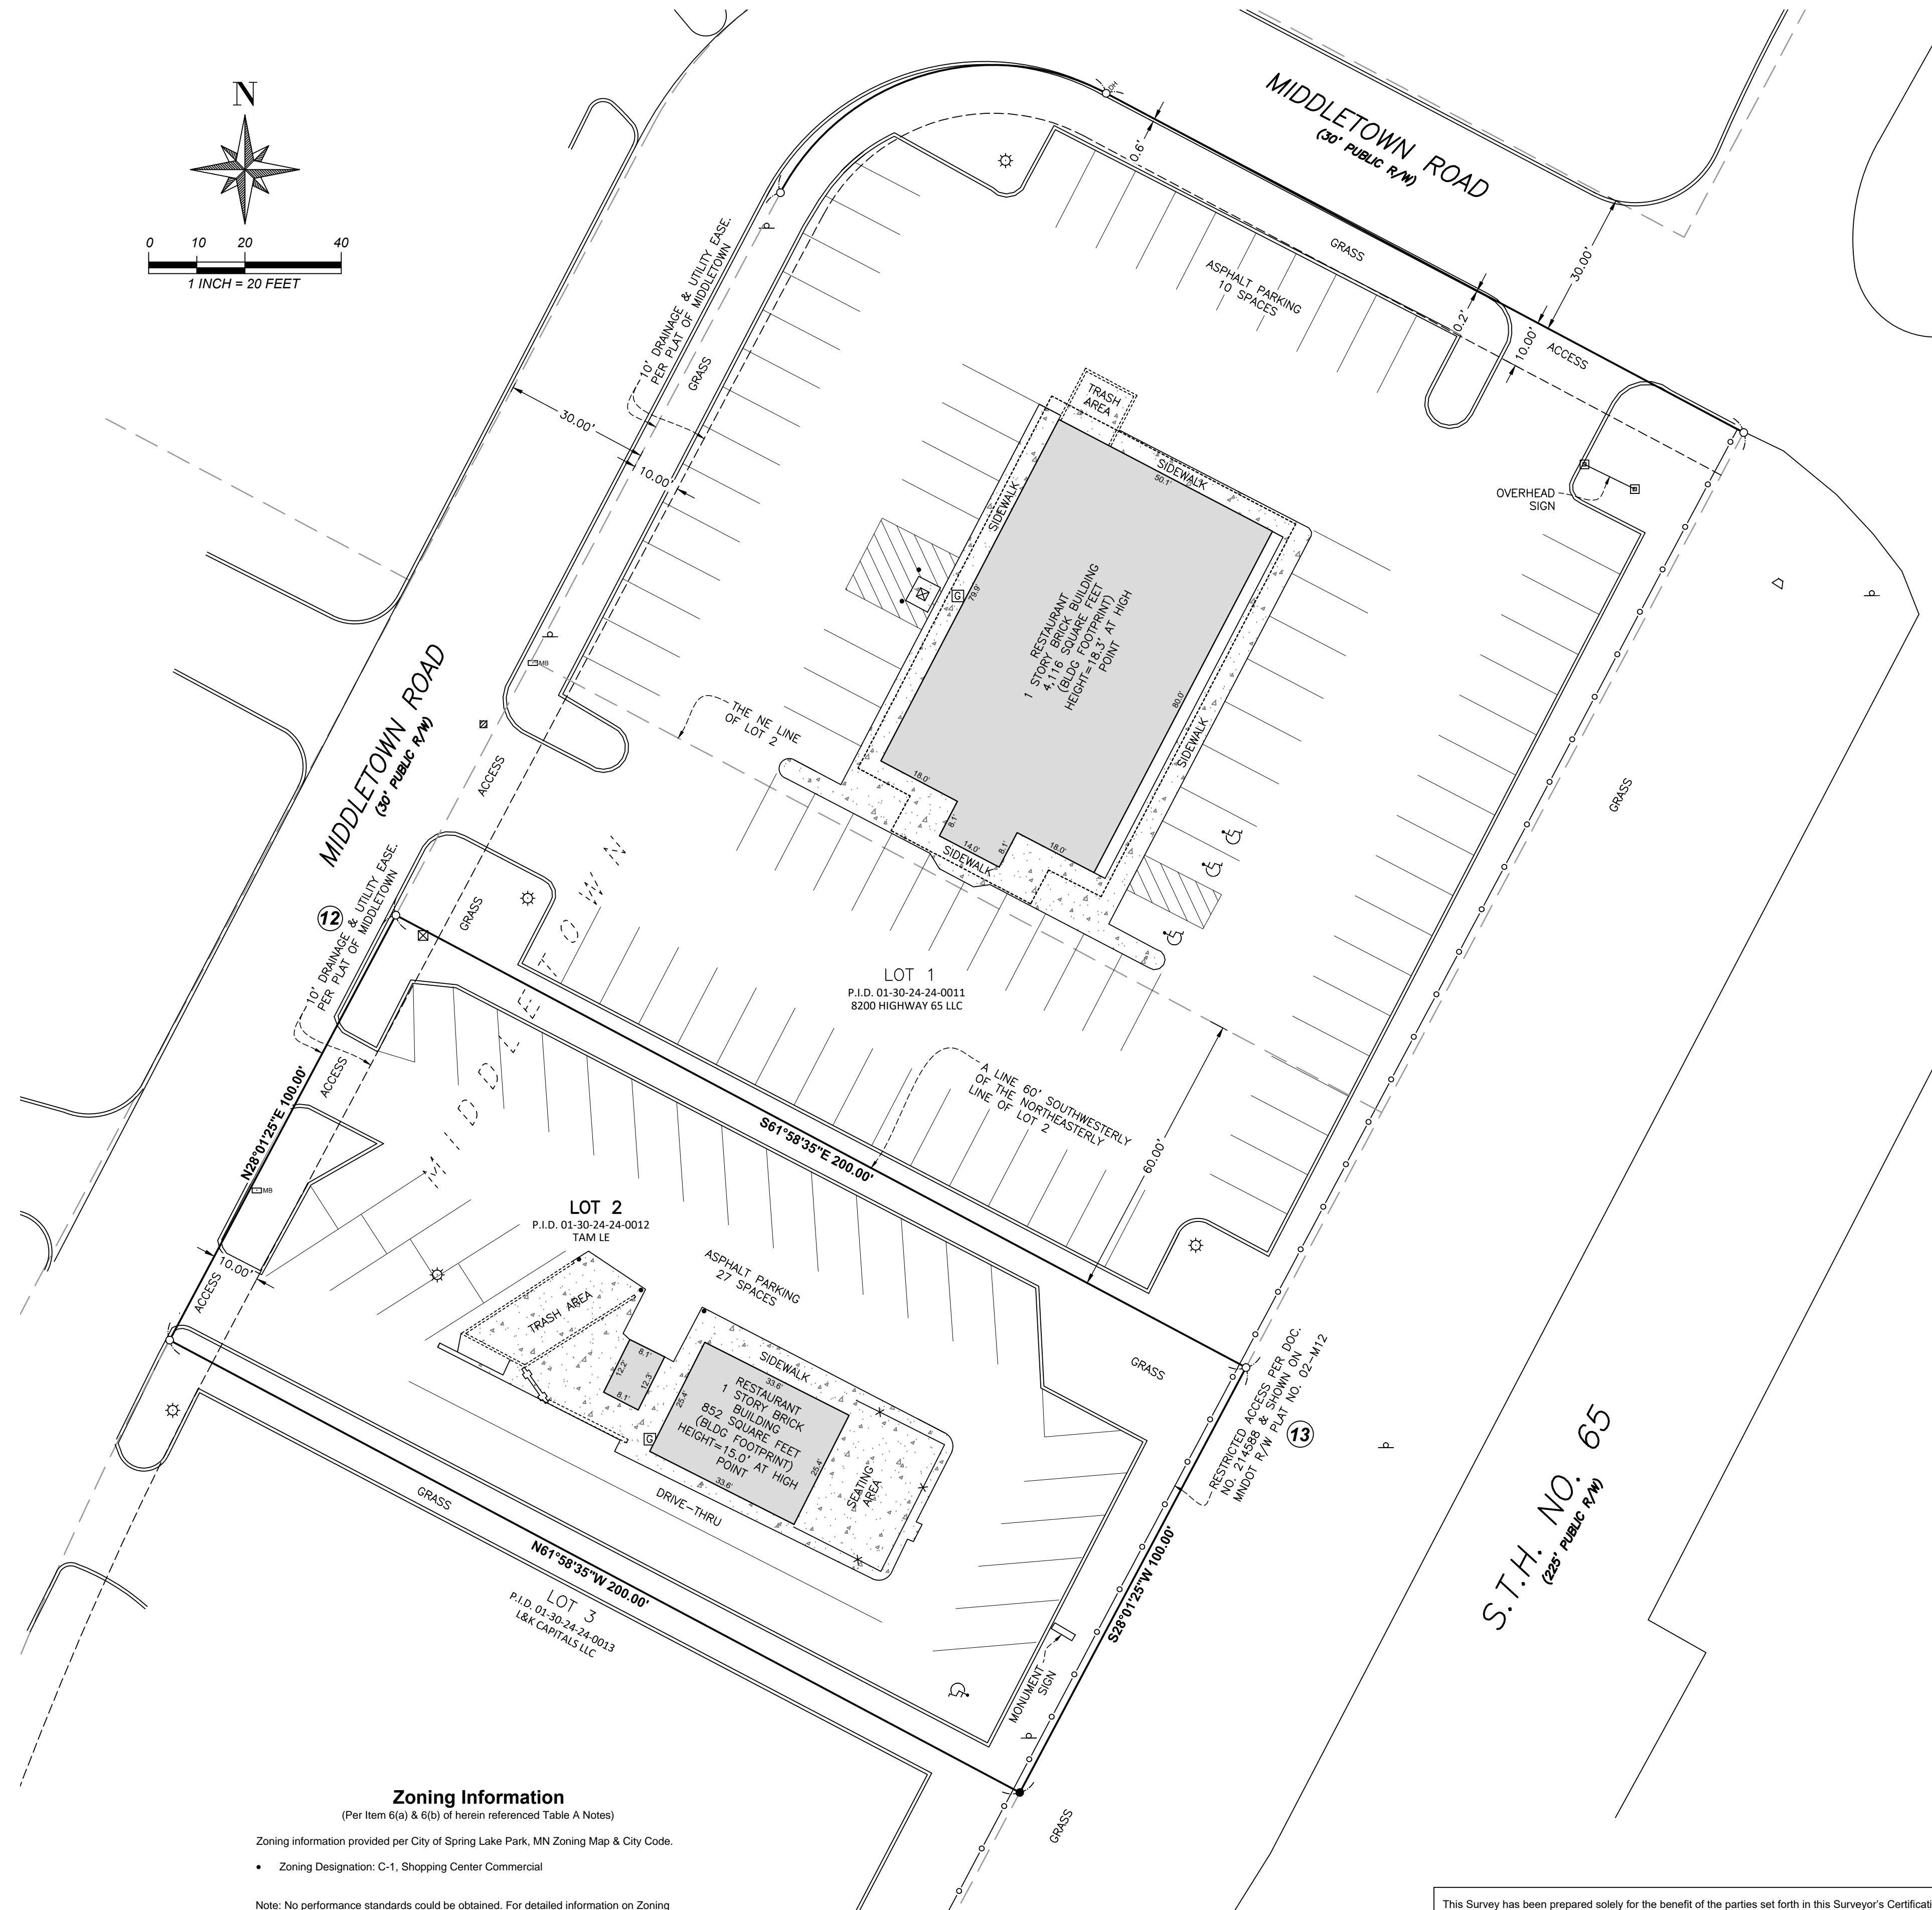 N
0 10 20 40
1 INCH = 20 FEET
MIDDLETOWN ROAD
(30' PUBLIC R/W)
DH
0.6'
GRASS
30.00'
ASPHALT PARKING
10 SPACES
0.2'
10.00'
ACCESS
10' DRAINAGE & UTILITY EASE.
PER PLAT OF MIDDLETOWN
GRASS
30.00'
10.00'
TRASH
AREA
SIDEWALK
50.1'
SIDEWALK
OVERHEAD
SIGN
G
79.9'
RESTAURANT
1 STORY BRICK BUILDING
4,116 SQUARE FEET
(BLDG FOOTPRINT)
HEIGHT=18.3' AT HIGH
POINT
80.0'
SIDEWALK
MB
THE NE LINE
OF LOT 2
MIDDLETOWN ROAD
(30' PUBLIC R/W)
ACCESS
18.0'
8.1'
14.0'
8.1'
18.0'
SIDEWALK
GRASS
10' DRAINAGE & UTILITY EASE.
PER PLAT OF MIDDLETOWN
12
GRASS
MIDDLETOWN
LOT 1
P.I.D. 01-30-24-24-0011
8200 HIGHWAY 65 LLC
A LINE 60' SOUTHWESTERLY
OF THE NORTHEASTERLY
LINE OF LOT 2
60.00'
ACCESS
N28°01'25"E 100.00'
S61°58'35"E 200.00'
MB
LOT 2
P.I.D. 01-30-24-24-0012
TAM LE
ASPHALT PARKING
27 SPACES
10.00'
ACCESS
TRASH AREA
8.1'
12.2'
12.3'
8.1'
SIDEWALK
33.6'
25.4'
RESTAURANT
1 STORY BRICK
BUILDING
852 SQUARE FEET
(BLDG FOOTPRINT)
HEIGHT=15.0' AT HIGH
POINT
25.4'
33.6'
G
SEATING
AREA
DRIVE-THRU
GRASS
RESTRICTED ACCESS PER DOC.
NO. 214588 & SHOWN ON
MNDOT R/W PLAT NO. 02-M12
13
S.T.H. NO. 65
(225' PUBLIC R/W)
GRASS
N61°58'35"W 200.00'
S28°01'25"W 100.00'
LOT 3
P.I.D. 01-30-24-24-0013
L&K CAPITALS LLC
MONUMENT
SIGN
GRASS
Zoning Information
(Per Item 6(a) & 6(b) of herein referenced Table A Notes)
Zoning information provided per City of Spring Lake Park, MN Zoning Map & City Code.
• Zoning Designation: C-1, Shopping Center Commercial
Note: No performance standards could be obtained. For detailed information on Zoning
This Survey has been prepared solely for the benefit of the parties set forth in this Surveyor's Certificati